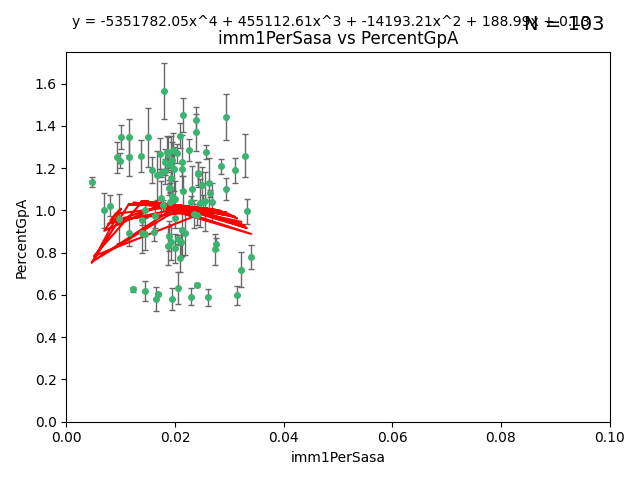 y = -5351782.05x^4 + 455112.61x^3 + -14193.21x^2 + 188.99x +
N = 103
imm1PerSasa vs PercentGpA
PercentGpA
1.6
1.4
1.2
1.0
0.8
0.6
0.4
0.2
0.0
0.00 0.02 0.04 0.06 0.08 0.10
imm1PerSasa